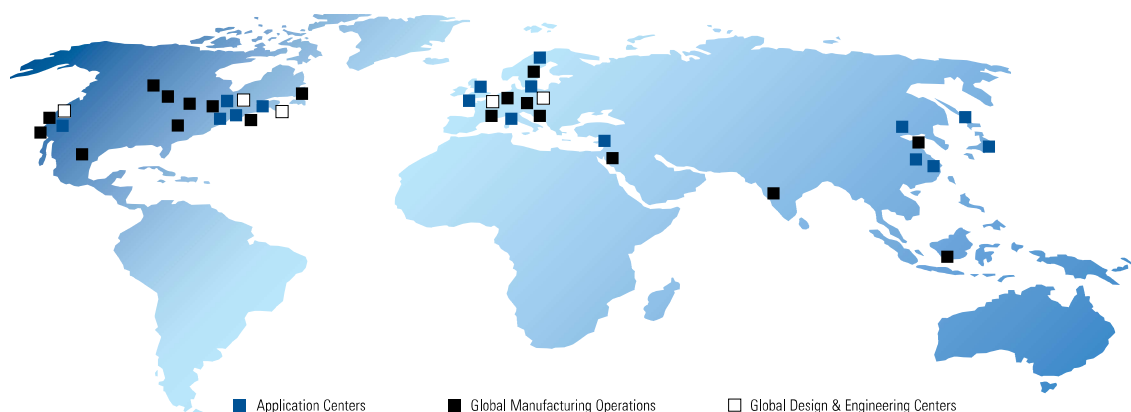 Application Centers
Global Manufacturing Operations
Global Design & Engineering Centers